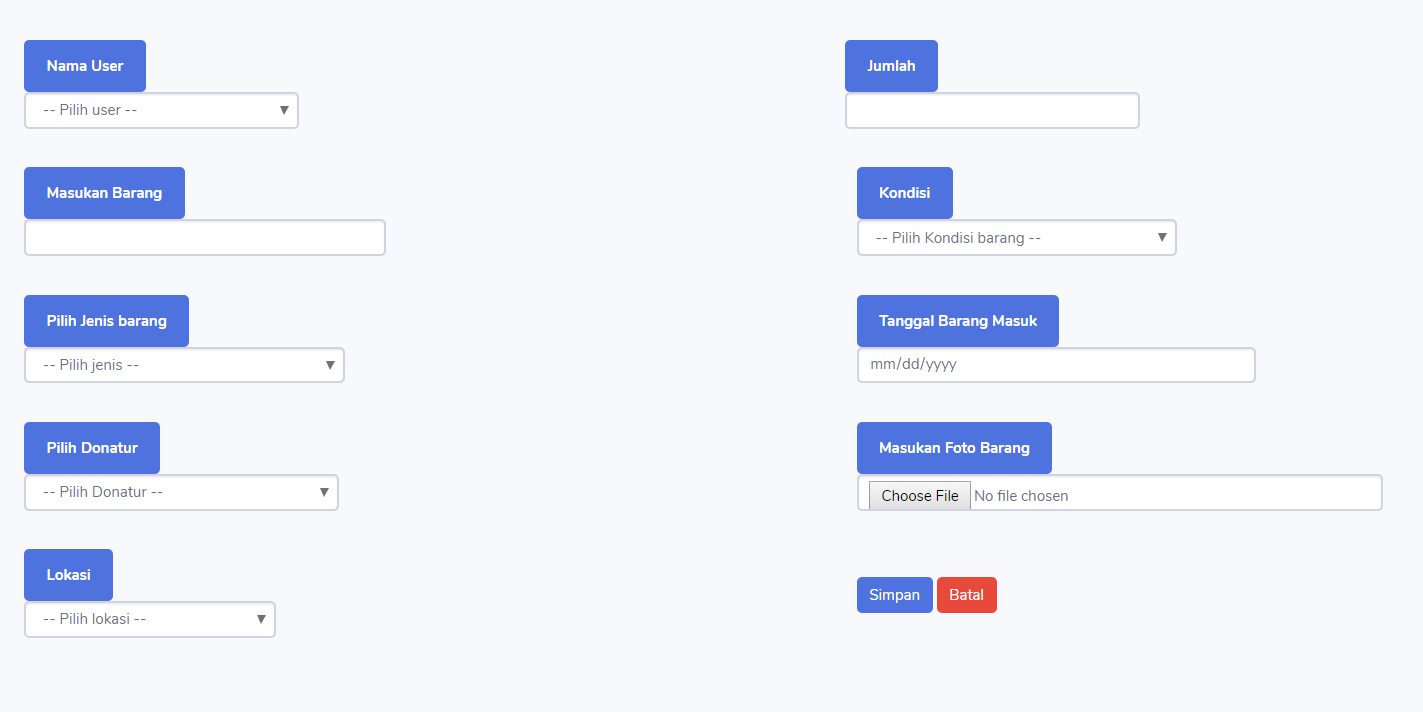 Nama User
-- Pilih user --
Masukan Barang
Pilih Jenis barang
-- Pilih jenis --
Pilih Donatur
-- Pilih Donatur --
Lokasi
-- Pilih lokasi --
Jumlah
Kondisi
-- Pilih Kondisi barang --
Tanggal Barang Masuk
mm/dd/yyyy
Masukan Foto Barang
Choose File No file chosen
Simpan Batal